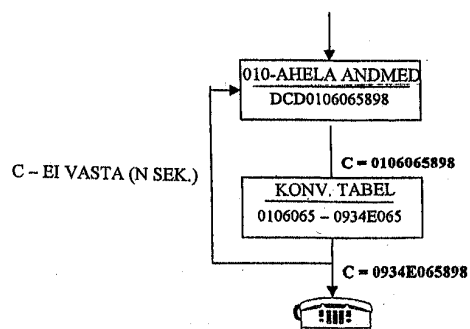 010-AHELA ANDMED
DCD0106065898
C – EI VASTA (N SEK.)
C = 0106065898
KONV. TABEL
0106065 – 0934E065
C = 0934E065898